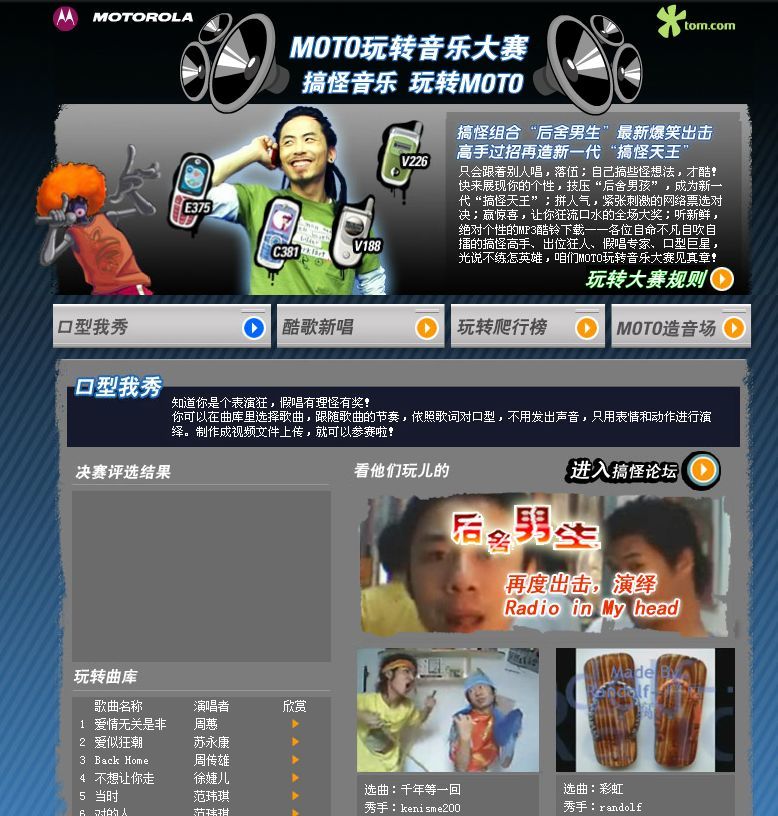 MOTOROLA
tom.com
MOTO玩转音乐大赛
搞怪音乐 玩转MOTO
搞怪组合“后舍男生”最新爆笑出击
高手过招再造新一代“搞怪天王”
只会跟着别人唱，落伍；自己搞些怪想法，才酷！
快来展现你的个性，技压“后舍男孩”，成为新一
代“搞怪天王”；拼人气，紧张刺激的网络票选对
决；赢惊喜，让你狂流口水的全场大奖；听新鲜，
绝对个性的MP3酷铃下载——各位自命不凡自吹自
擂的搞怪高手、出位狂人、假唱专家、口型巨星，
光说不练怎英雄，咱们MOTO玩转音乐大赛见真章！
玩转大赛规则
E375
C381
V188
V226
口型我秀
酷歌新唱
玩转爬行榜
MOTO造音场
口型我秀
知道你是个表演狂，假唱有理怪有奖！
你可以在曲库里选择歌曲，跟随歌曲的节奏，依照歌词对口型，不用发出声音，只用表情和动作进行演
绎。制作成视频文件上传，就可以参赛啦！
决赛评选结果
看他们玩儿的
进入搞怪论坛
后舍男生
再度出击，演绎
Radio in My head
玩转曲库
歌曲名称 演唱者 欣赏
1 爱情无关是非 周蕙
2 爱似狂潮 苏永康
3 Back Home 周传雄
4 不想让你走 徐婕儿
5 当时 范玮琪
6 对的人 范玮琪
Made By
Randolf
选曲：千年等一回
秀手：kenisme200
选曲：彩虹
秀手：randolf